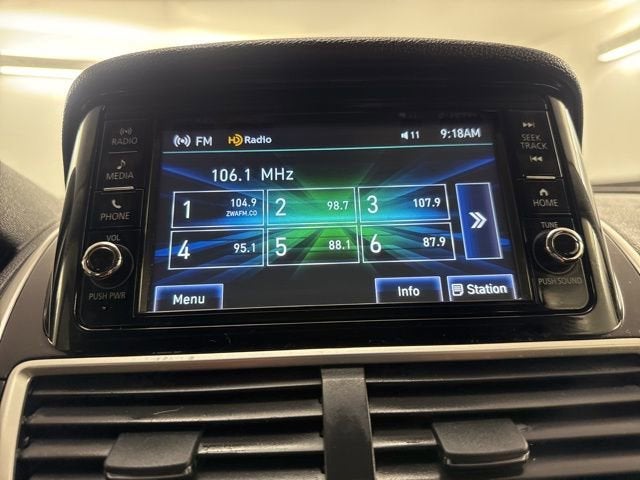 RADIO
MEDIA
PHONE
VOL
PUSH PWR
FM HD Radio 11 9:18AM
106.1 MHz
1 104.9 ZWAFM.CO
2 98.7
3 107.9
4 95.1
5 88.1
6 87.9
»
Menu
Info
Station
SEEK
TRACK
HOME
TUNE
PUSH SOUND